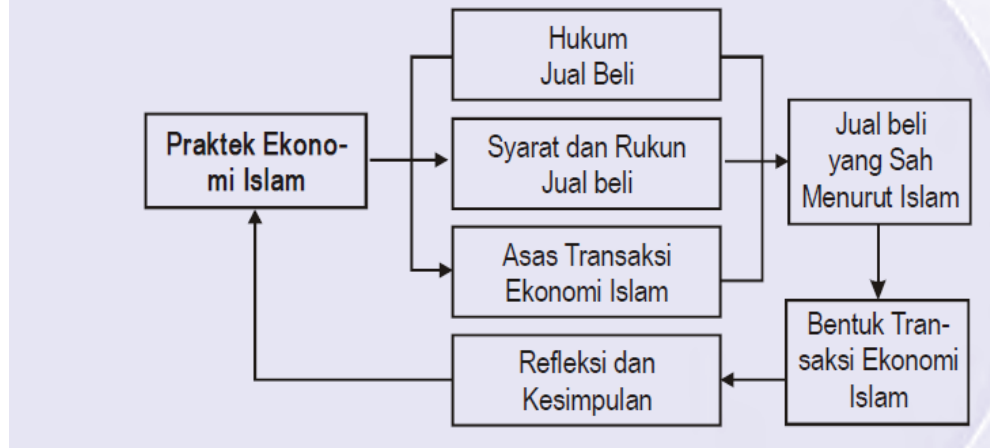 Hukum
Jual Beli
Praktek Ekono-
mi Islam
Syarat dan Rukun
Jual beli
Jual beli
yang Sah
Menurut Islam
Asas Transaksi
Ekonomi Islam
Bentuk Tran-
saksi Ekonomi
Islam
Refleksi dan
Kesimpulan